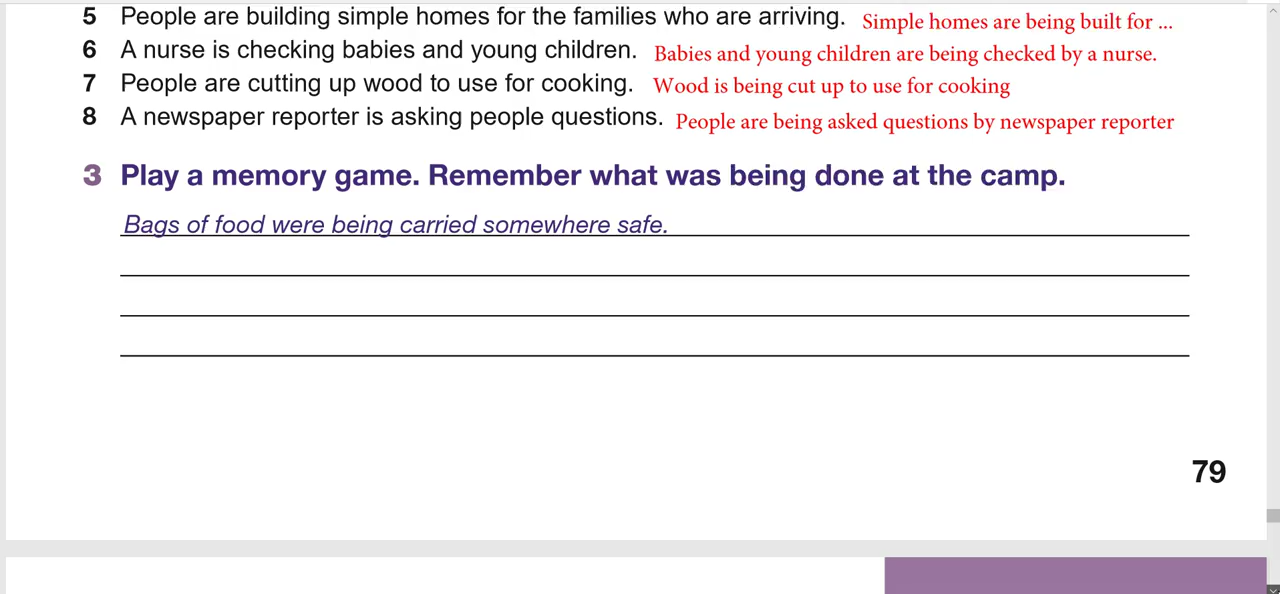 5 People are building simple homes for the families who are arriving. Simple homes are being built for ...
6 A nurse is checking babies and young children. Babies and young children are being checked by a nurse.
7 People are cutting up wood to use for cooking. Wood is being cut up to use for cooking
8 A newspaper reporter is asking people questions. People are being asked questions by newspaper reporter
3 Play a memory game. Remember what was being done at the camp.
Bags of food were being carried somewhere safe.
79